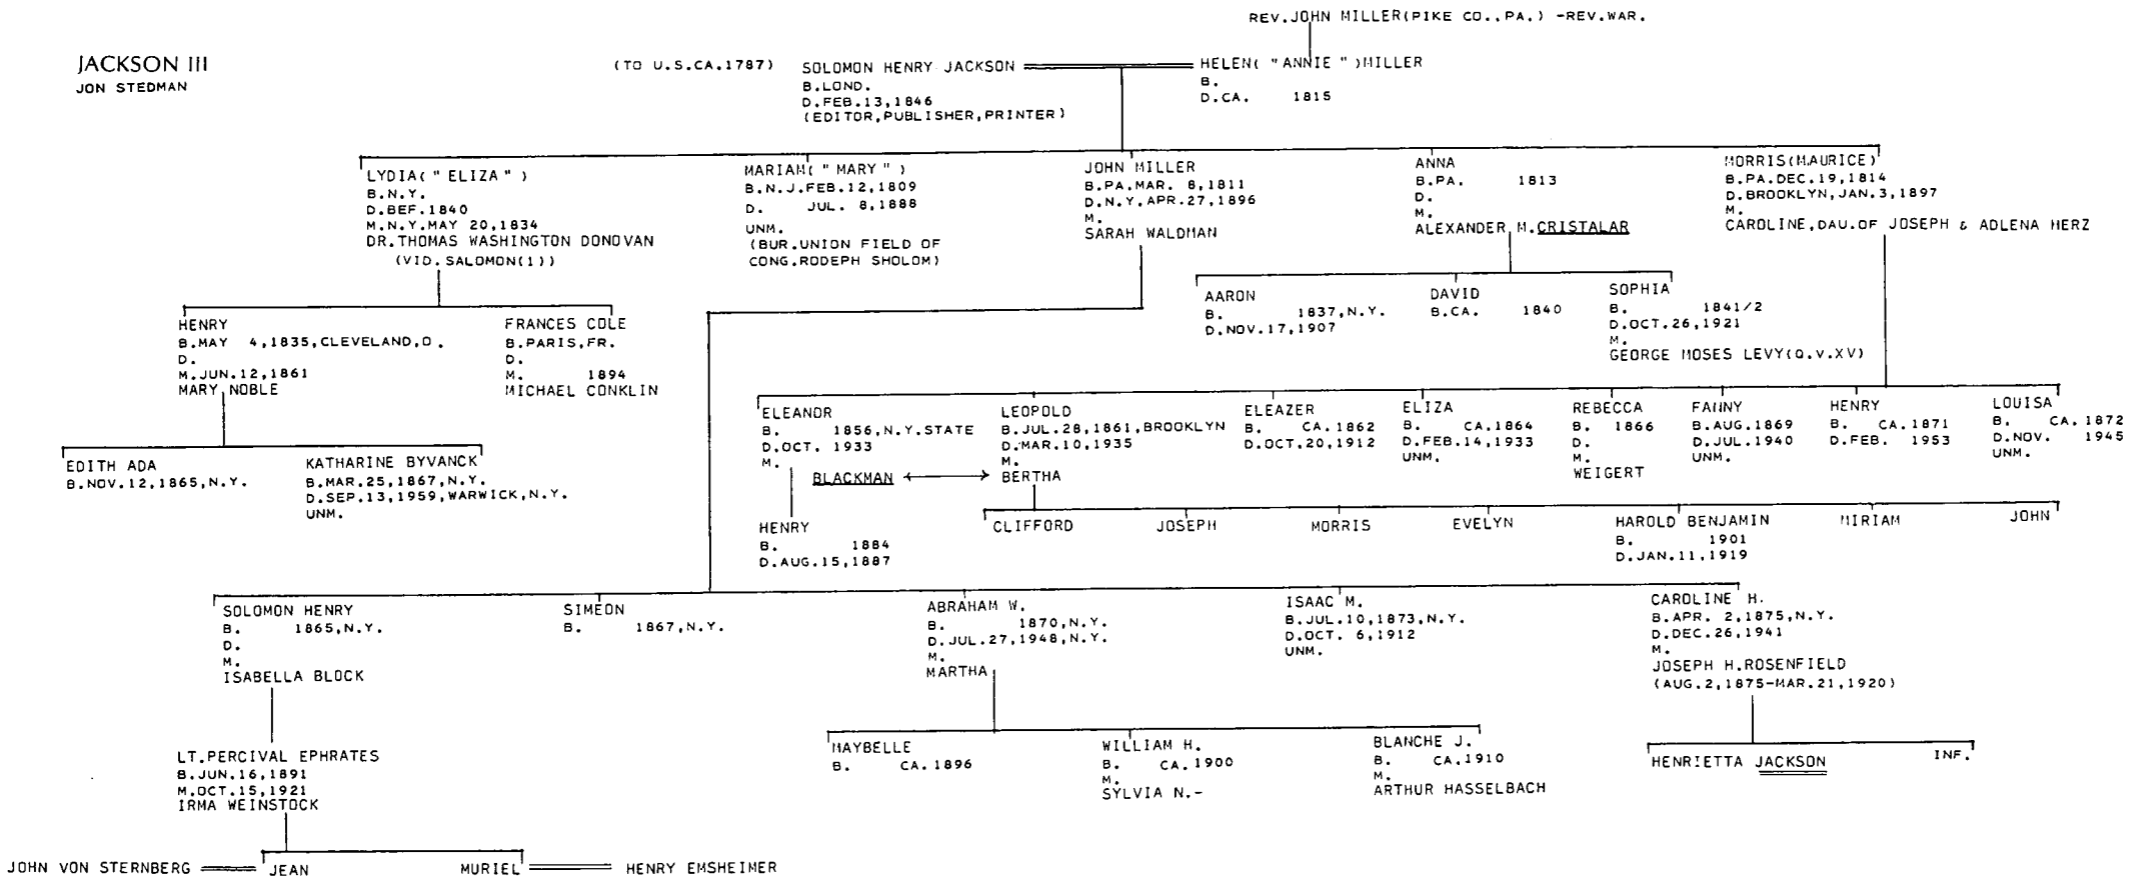 REV.JOHN MILLER(PIKE CO.,PA.) -REV.WAR.
JACKSON III
JON STEDMAN
(TO U.S.CA.1787)
SOLOMON HENRY JACKSON
B.LOND.
D.FEB.13,1846
(EDITOR,PUBLISHER,PRINTER)
HELEN( "ANNIE" )MILLER
B.
D.CA. 1815
LYDIA( "ELIZA" )
B.N.Y.
D.BEF.1840
M.N.Y.MAY 20,1834
DR.THOMAS WASHINGTON DONOVAN
(VID.SALOMON(1))
MARIAM( "MARY" )
B.N.J.FEB.12,1809
D. JUL. 8,1888
UNM.
(BUR.UNION FIELD OF
CONG.RODEPH SHOLOM)
JOHN MILLER
B.PA.MAR. 8,1811
D.N.Y.APR.27,1896
M.
SARAH WALDMAN
ANNA
B.PA. 1813
D.
M.
ALEXANDER M.CRISTALAR
MORRIS(MAURICE)
B.PA.DEC.19,1814
D.BROOKLYN,JAN.3,1897
M.
CAROLINE,DAU.OF JOSEPH & ADLENA HERZ
HENRY
B.MAY 4,1835,CLEVELAND,O.
D.
M.JUN.12,1861
MARY NOBLE
FRANCES COLE
B.PARIS,FR.
D.
M. 1894
MICHAEL CONKLIN
AARON
B. 1837,N.Y.
D.NOV.17,1907
DAVID
B.CA. 1840
SOPHIA
B. 1841/2
D.OCT.26,1921
M.
GEORGE MOSES LEVY(Q.V.XV)
EDITH ADA
B.NOV.12,1865,N.Y.
KATHARINE BYVANCK
B.MAR.25,1867,N.Y.
D.SEP.13,1959,WARWICK,N.Y.
UNM.
ELEANOR
B. 1856,N.Y.STATE
D.OCT. 1933
M.
BLACKMAN
LEOPOLD
B.JUL.28,1861,BROOKLYN
D.MAR.10,1935
M.
BERTHA
ELEAZER
B. CA.1862
D.OCT.20,1912
ELIZA
B. CA.1864
D.FEB.14,1933
UNM.
REBECCA
B. 1866
D.
M.
WEIGERT
FANNY
B.AUG.1869
D.JUL.1940
UNM.
HENRY
B. CA.1871
D.FEB. 1953
LOUISA
B. CA.1872
D.NOV. 1945
UNM.
HENRY
B. 1884
D.AUG.15,1887
CLIFFORD
JOSEPH
MORRIS
EVELYN
HAROLD BENJAMIN
B. 1901
D.JAN.11,1919
MIRIAM
JOHN
SOLOMON HENRY
B. 1865,N.Y.
D.
M.
ISABELLA BLOCK
SIMEON
B. 1867,N.Y.
ABRAHAM W.
B. 1870,N.Y.
D.JUL.27,1948,N.Y.
M.
MARTHA
ISAAC M.
B.JUL.10,1873,N.Y.
D.OCT. 6,1912
UNM.
CAROLINE H.
B.APR. 2,1875,N.Y.
D.DEC.26,1941
M.
JOSEPH H.ROSENFIELD
(AUG.2,1875-MAR.21,1920)
LT.PERCIVAL EPHRATES
B.JUN.16,1891
M.OCT.15,1921
IRMA WEINSTOCK
MAYBELLE
B. CA.1896
WILLIAM H.
B. CA.1900
M.
SYLVIA N.-
BLANCHE J.
B. CA.1910
M.
ARTHUR HASSELBACH
HENRIETTA JACKSON
INF.
JOHN VON STERNBERG
JEAN
MURIEL
HENRY EMSHEIMER